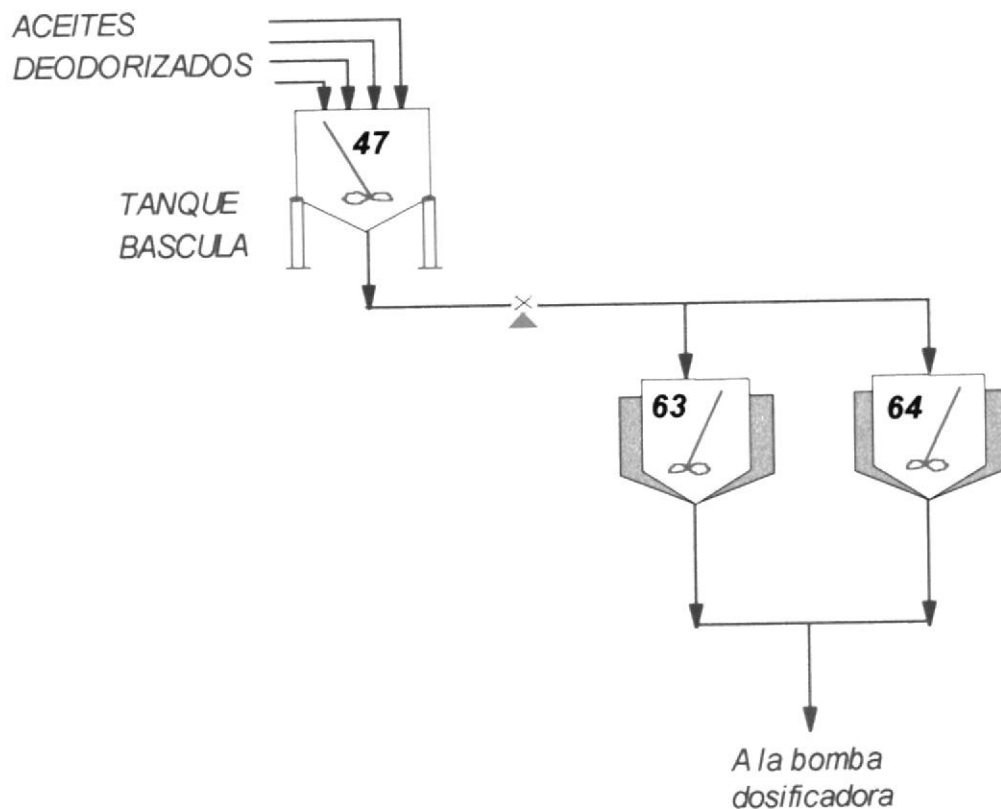 ACEITES
DEODORIZADOS
47
TANQUE
BASCULA
63
64
A la bomba
dosificadora